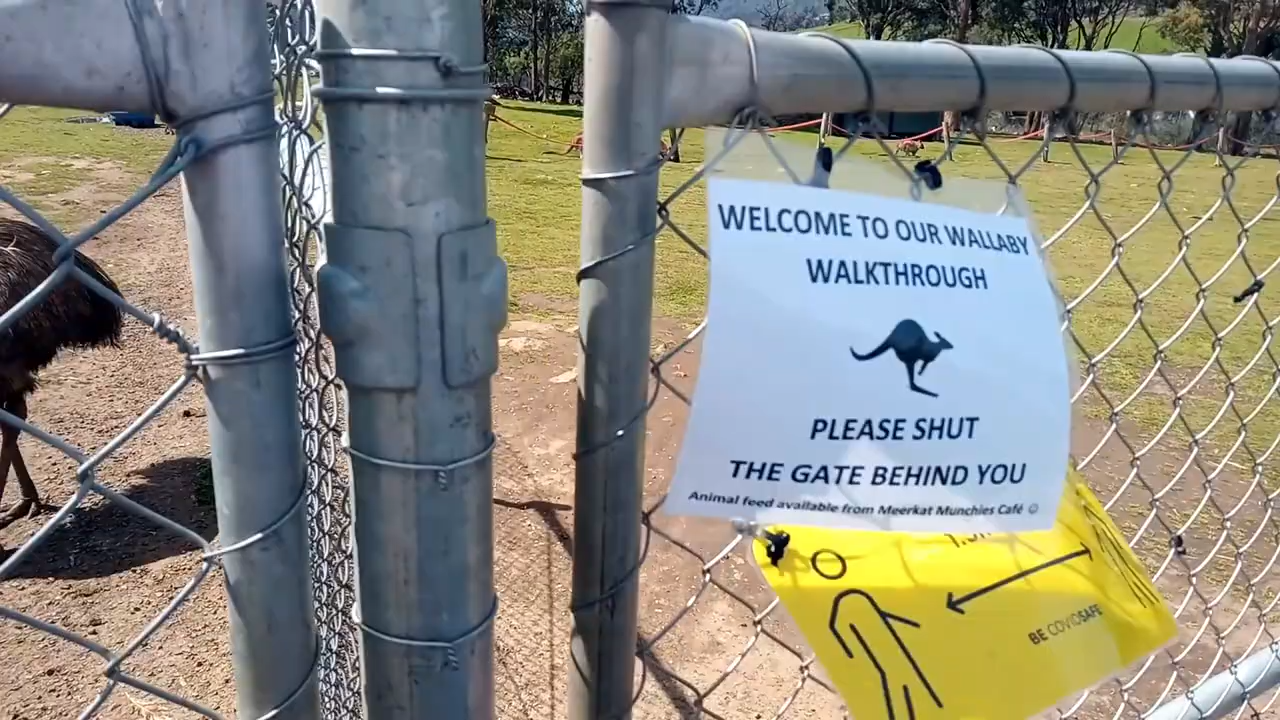 WELCOME TO OUR WALLABY
WALKTHROUGH
PLEASE SHUT
THE GATE BEHIND YOU
Animal feed available from Meerkat Munchies Café ☺
BE COVIDSAFE